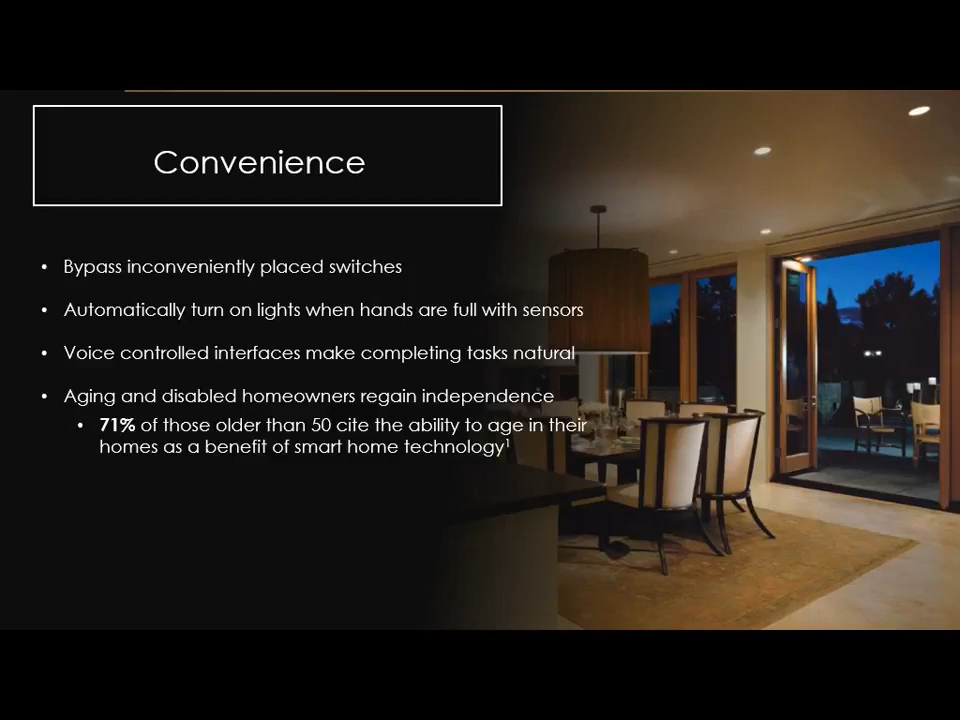 Convenience
• Bypass inconveniently placed switches
• Automatically turn on lights when hands are full with sensors
• Voice controlled interfaces make completing tasks natural
• Aging and disabled homeowners regain independence
• 71% of those older than 50 cite the ability to age in their
homes as a benefit of smart home technology¹